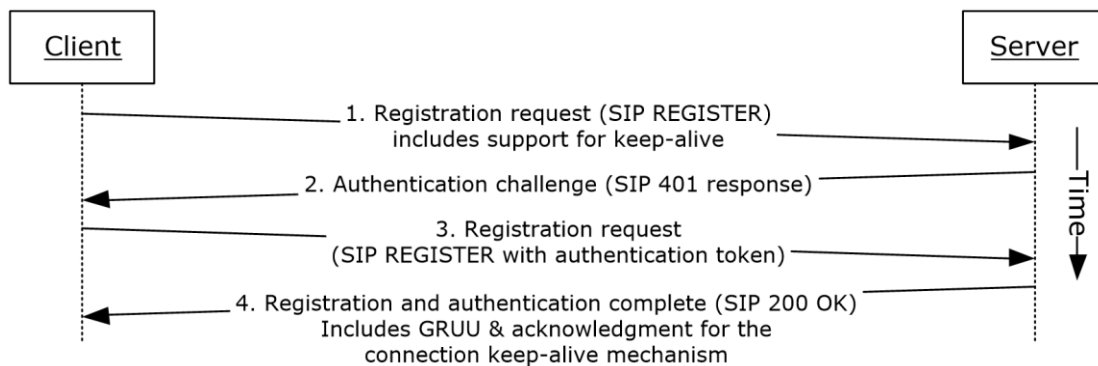 Client
Server
1. Registration request (SIP REGISTER)
includes support for keep-alive
2. Authentication challenge (SIP 401 response)
3. Registration request
(SIP REGISTER with authentication token)
4. Registration and authentication complete (SIP 200 OK)
Includes GRUU & acknowledgment for the
connection keep-alive mechanism
Time